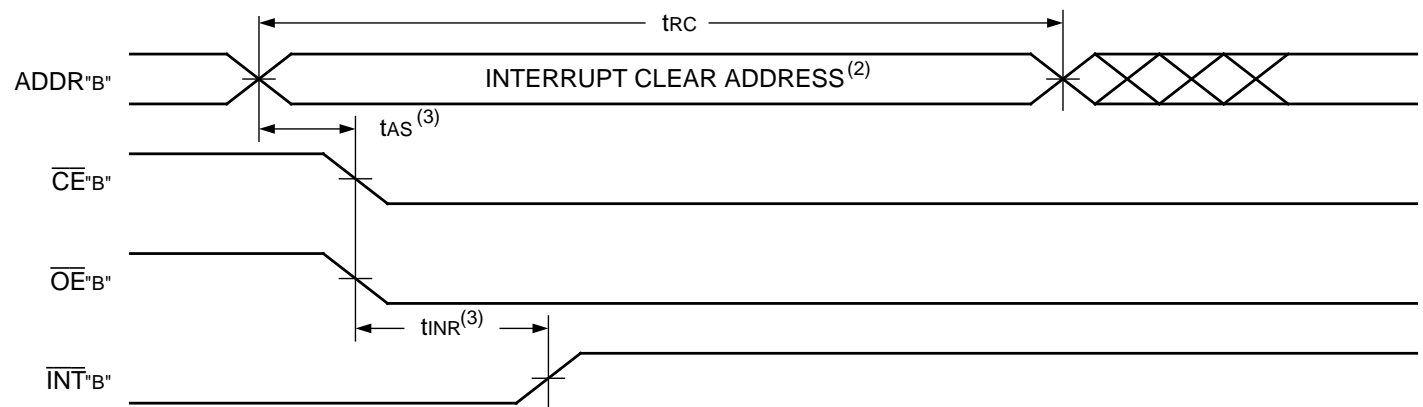 tRC
ADDR"B"
INTERRUPT CLEAR ADDRESS(2)
tAS(3)
CE"B"
OE"B"
tINR(3)
INT"B"